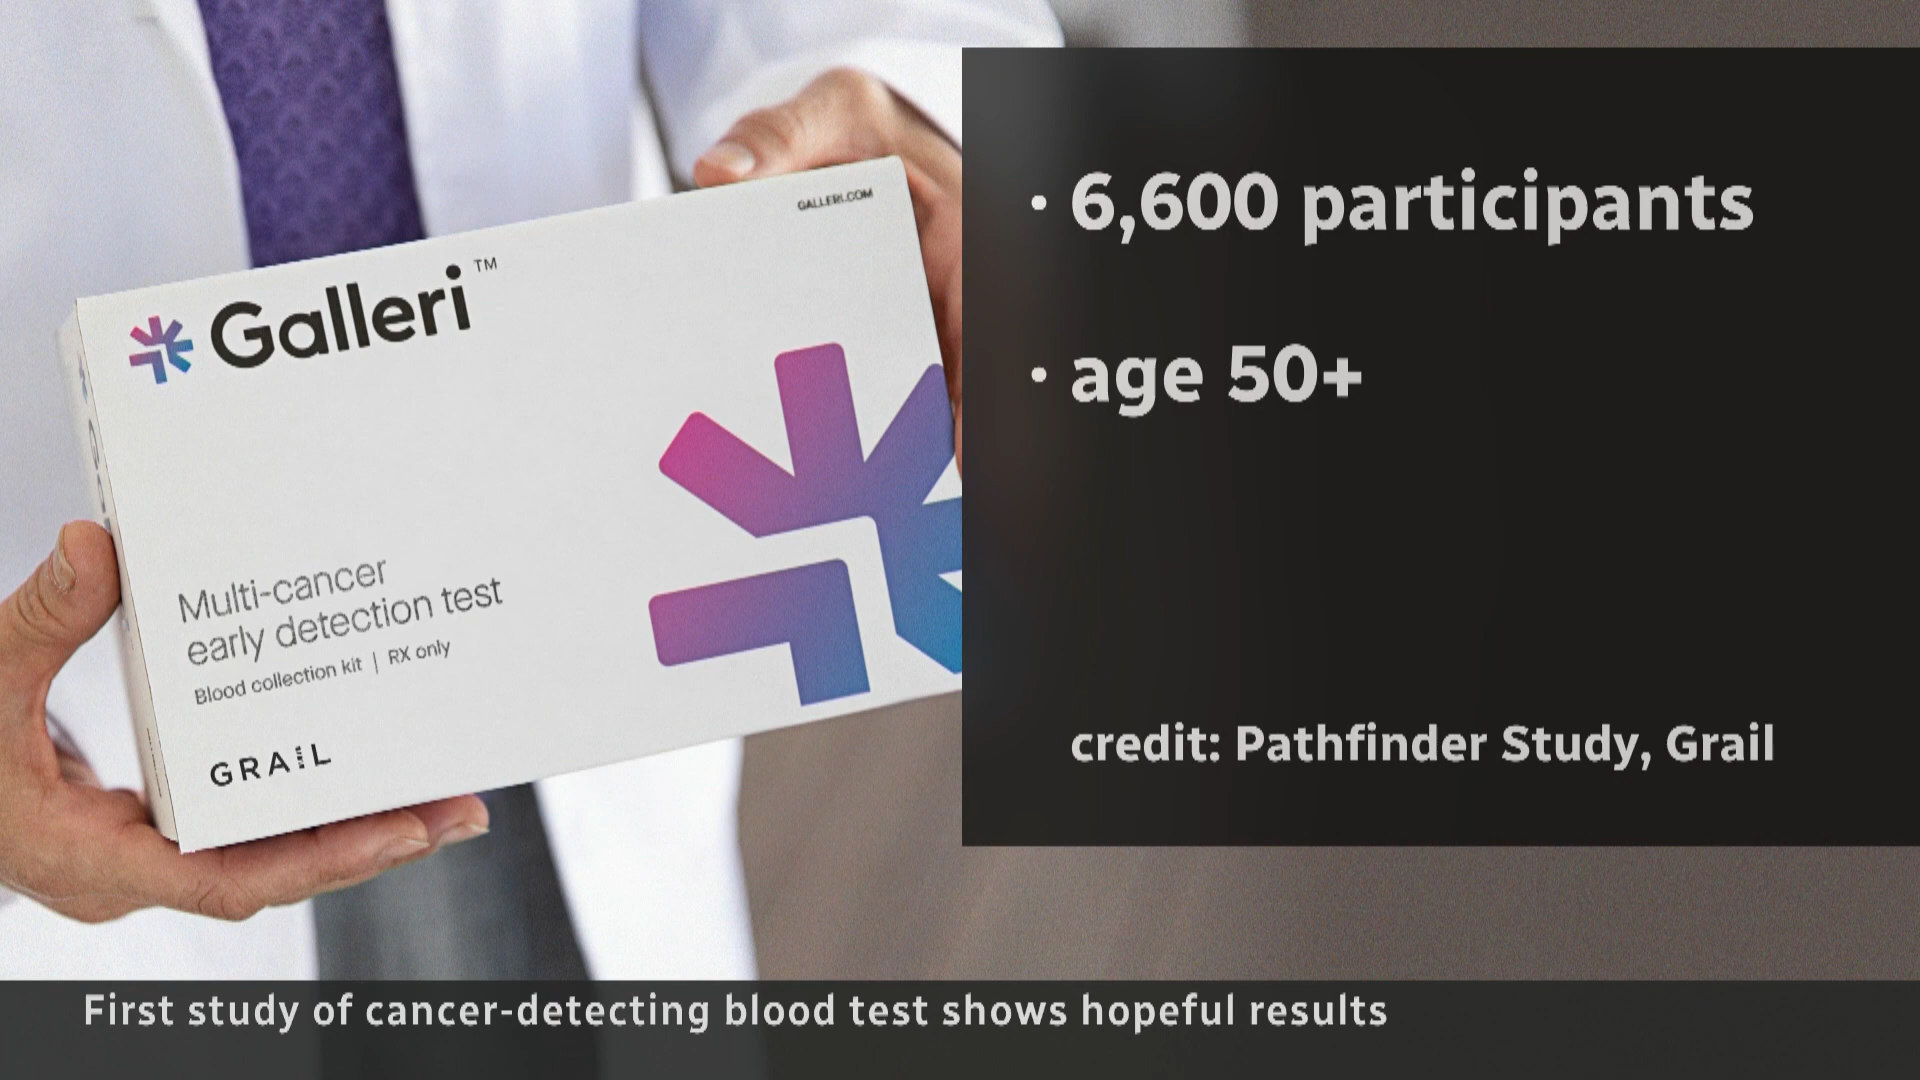 GALLERI.COM
Galleri™
Multi-cancer
early detection test
Blood collection kit | RX only
GRAIL
· 6,600 participants
· age 50+
credit: Pathfinder Study, Grail
First study of cancer-detecting blood test shows hopeful results